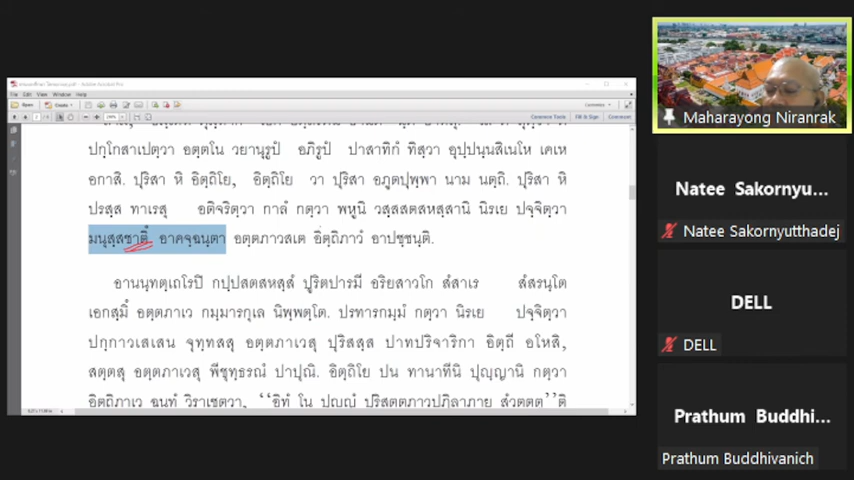 ปกฺโกสาเปตฺวา อตฺตโน วยานุรูปํ อภิรูปํ ปาสาทิกํ ทิสฺวา อุปฺปนฺนสิเนโห เคเห
อกาสิ. ปุริสา หิ อิตฺถิโย, อิตฺถิโย วา ปุริสา อภูตปุพฺพา นาม นตฺถิ. ปุริสา หิ
ปรสฺส ทาเรสุ อติจริตฺวา กาลํ กตฺวา พหูนิ วสฺสสตสหสฺสานิ นิรเย ปจฺจิตฺวา
มนุสฺสชาตึ อาคจฺฉนฺตา อตฺตภาวสเต อิตฺถิภาวํ อาปชฺชนฺติ.
อานนฺทตฺเถโรปิ กปฺปสตสหสฺสํ ปูริตปารมี อริยสาวโก สํสาเร สํสรนฺโต
เอกสฺมึ อตฺตภาเว กมฺมารกุเล นิพฺพตฺโต. ปรทารกมฺมํ กตฺวา นิรเย ปจฺจิตฺวา
ปกฺกาวเสเสน จุทฺทสสุ อตฺตภาเวสุ ปุริสสฺส ปาทปริจาริกา อิตฺถี อโหสิ,
สตฺตสุ อตฺตภาเวสุ พีชุทฺธรณํ ปาปุณิ. อิตฺถิโย ปน ทานาทีนิ ปุญฺญานิ กตฺวา
อิตฺถิภาเว ฉนฺทํ วิราเชตฺวา, ‘‘อิทํ โน ปุญฺญํ ปุริสตฺตภาวปฏิลาภาย สํวตฺตตู’’ติ
Maharayong Niranrak
Natee Sakornyu...
Natee Sakornyutthadej
DELL
DELL
Prathum Buddhi...
Prathum Buddhivanich
File Edit View Window Help
Open
Create
Common Tools
Fill & Sign
Comment